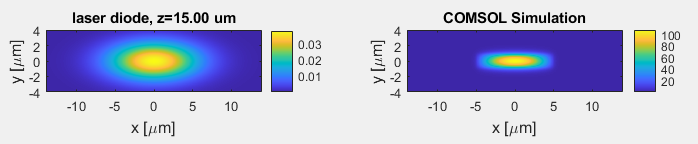 laser diode, z=15.00 um
4
2
0
-2
-4
y [μm]
-10 -5 0 5 10
x [μm]
0.03
0.02
0.01
COMSOL Simulation
4
2
0
-2
-4
y [μm]
-10 -5 0 5 10
x [μm]
100
80
60
40
20